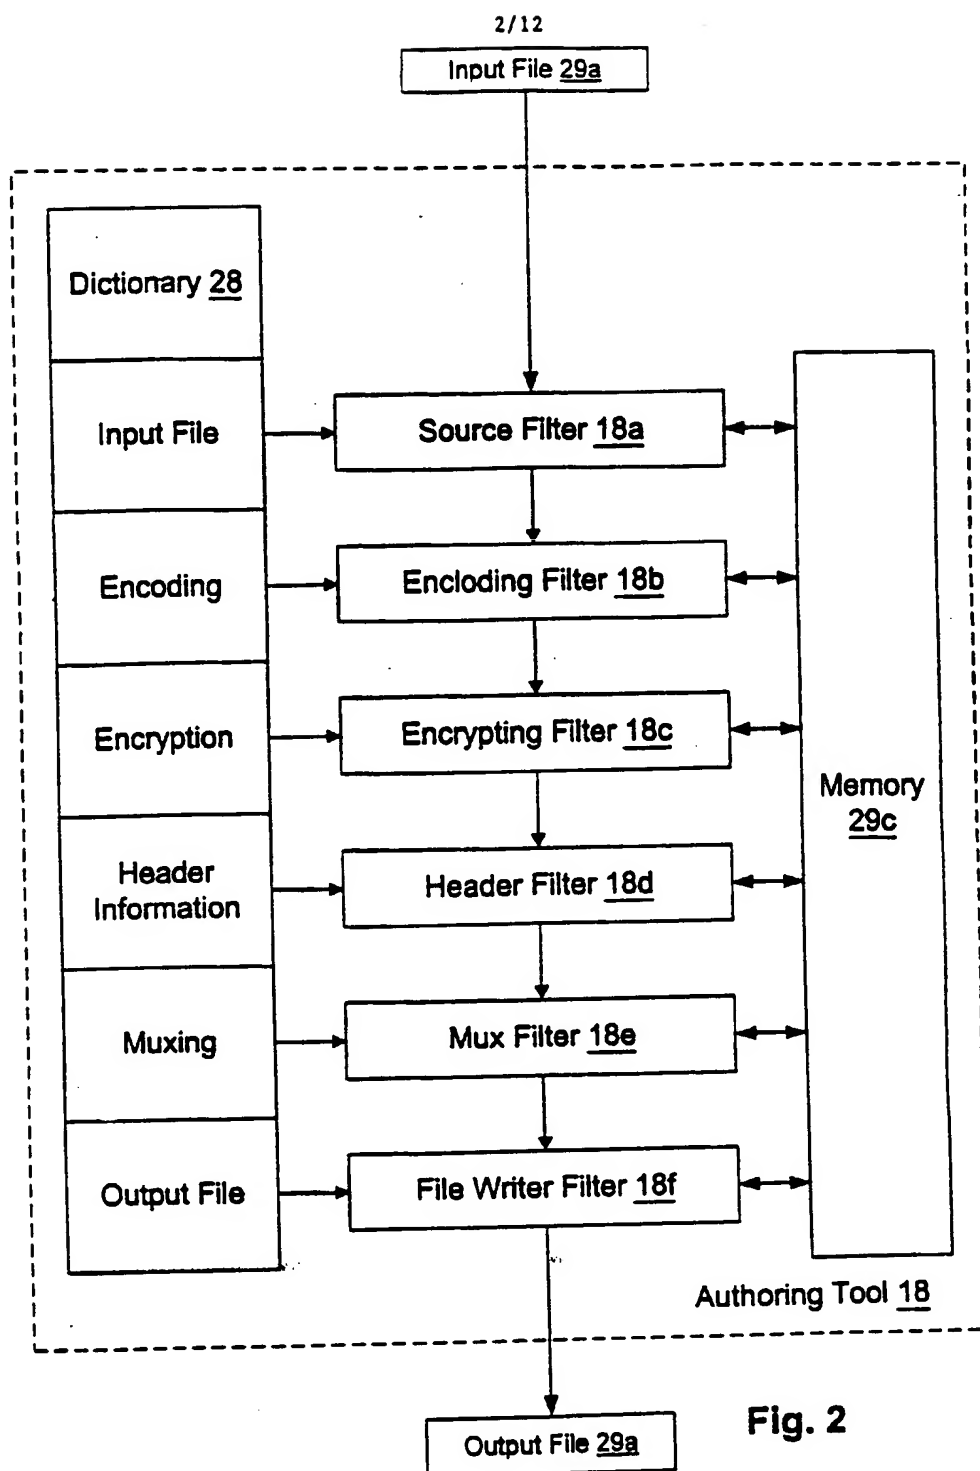 2/12
Input File 29a
Dictionary 28
Input File
Source Filter 18a
Encoding
Encloding Filter 18b
Encryption
Encrypting Filter 18c
Memory
29c
Header
Information
Header Filter 18d
Muxing
Mux Filter 18e
Output File
File Writer Filter 18f
Authoring Tool 18
Fig. 2
Output File 29a